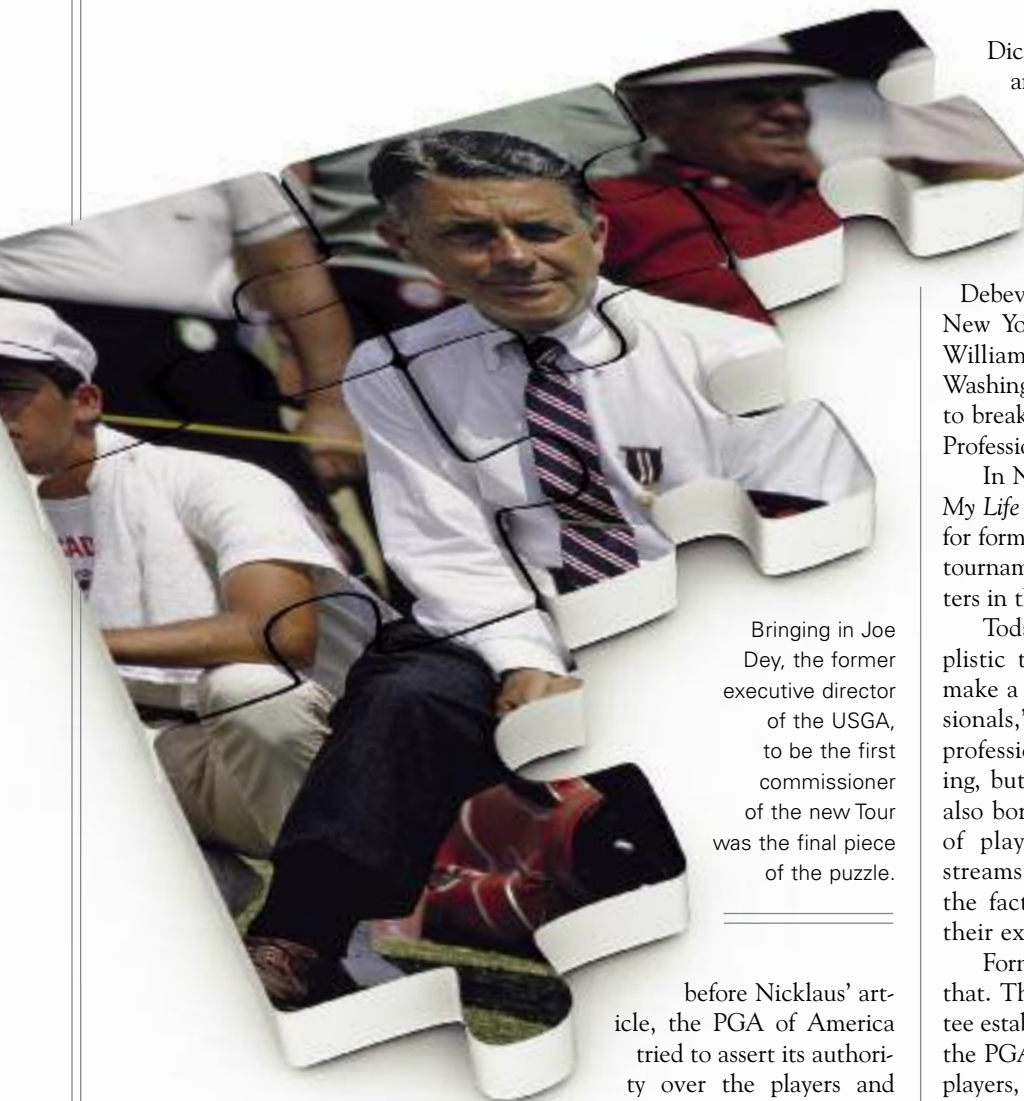 Dic
Bringing in Joe
Dey, the former
executive director
of the USGA,
to be the first
commissioner
of the new Tour
was the final piece
of the puzzle.
before Nicklaus' art-
icle, the PGA of America
tried to assert its authori-
ty over the players and
Debev
New Yo
William
Washing
to break
Professio
In N
My Life
for form
tournam
ters in th
Toda
plistic t
make a
sionals,'
professio
ing, but
also bor
of play
streams
the fact
their ex
Forn
that. Th
tee estab
the PGA
players,